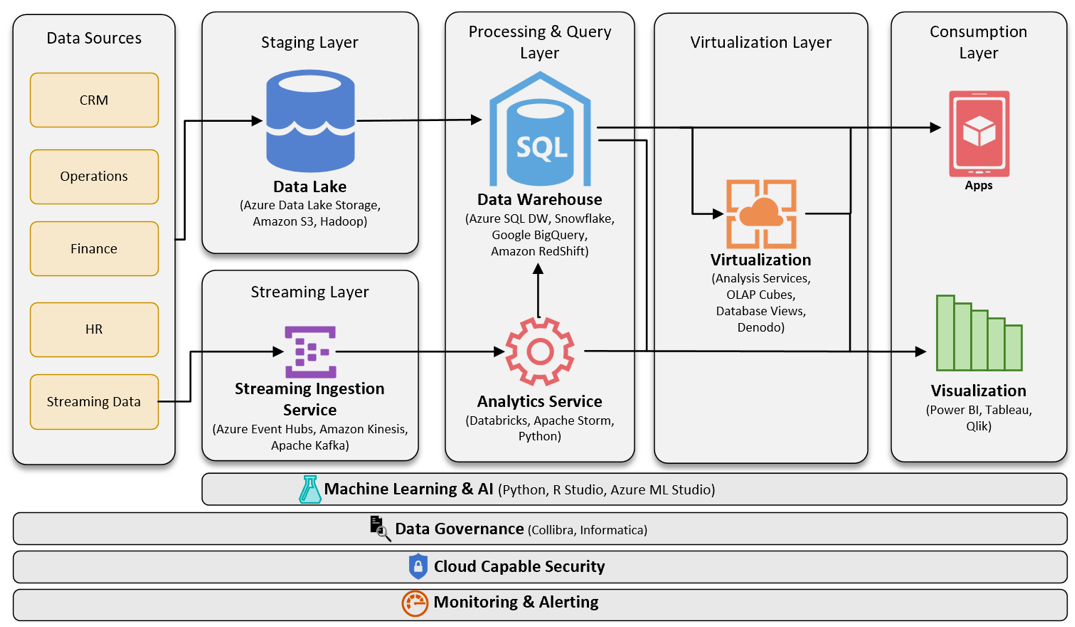 Data Sources
CRM
Operations
Finance
HR
Streaming Data
Staging Layer
Data Lake
(Azure Data Lake Storage,
Amazon S3, Hadoop)
Streaming Layer
Streaming Ingestion
Service
(Azure Event Hubs, Amazon Kinesis,
Apache Kafka)
Processing & Query
Layer
SQL
Data Warehouse
(Azure SQL DW, Snowflake,
Google BigQuery,
Amazon RedShift)
Analytics Service
(Databricks, Apache Storm,
Python)
Virtualization Layer
Virtualization
(Analysis Services,
OLAP Cubes,
Database Views,
Denodo)
Consumption
Layer
Apps
Visualization
(Power BI, Tableau,
Qlik)
Machine Learning & AI (Python, R Studio, Azure ML Studio)
Data Governance (Collibra, Informatica)
Cloud Capable Security
Monitoring & Alerting